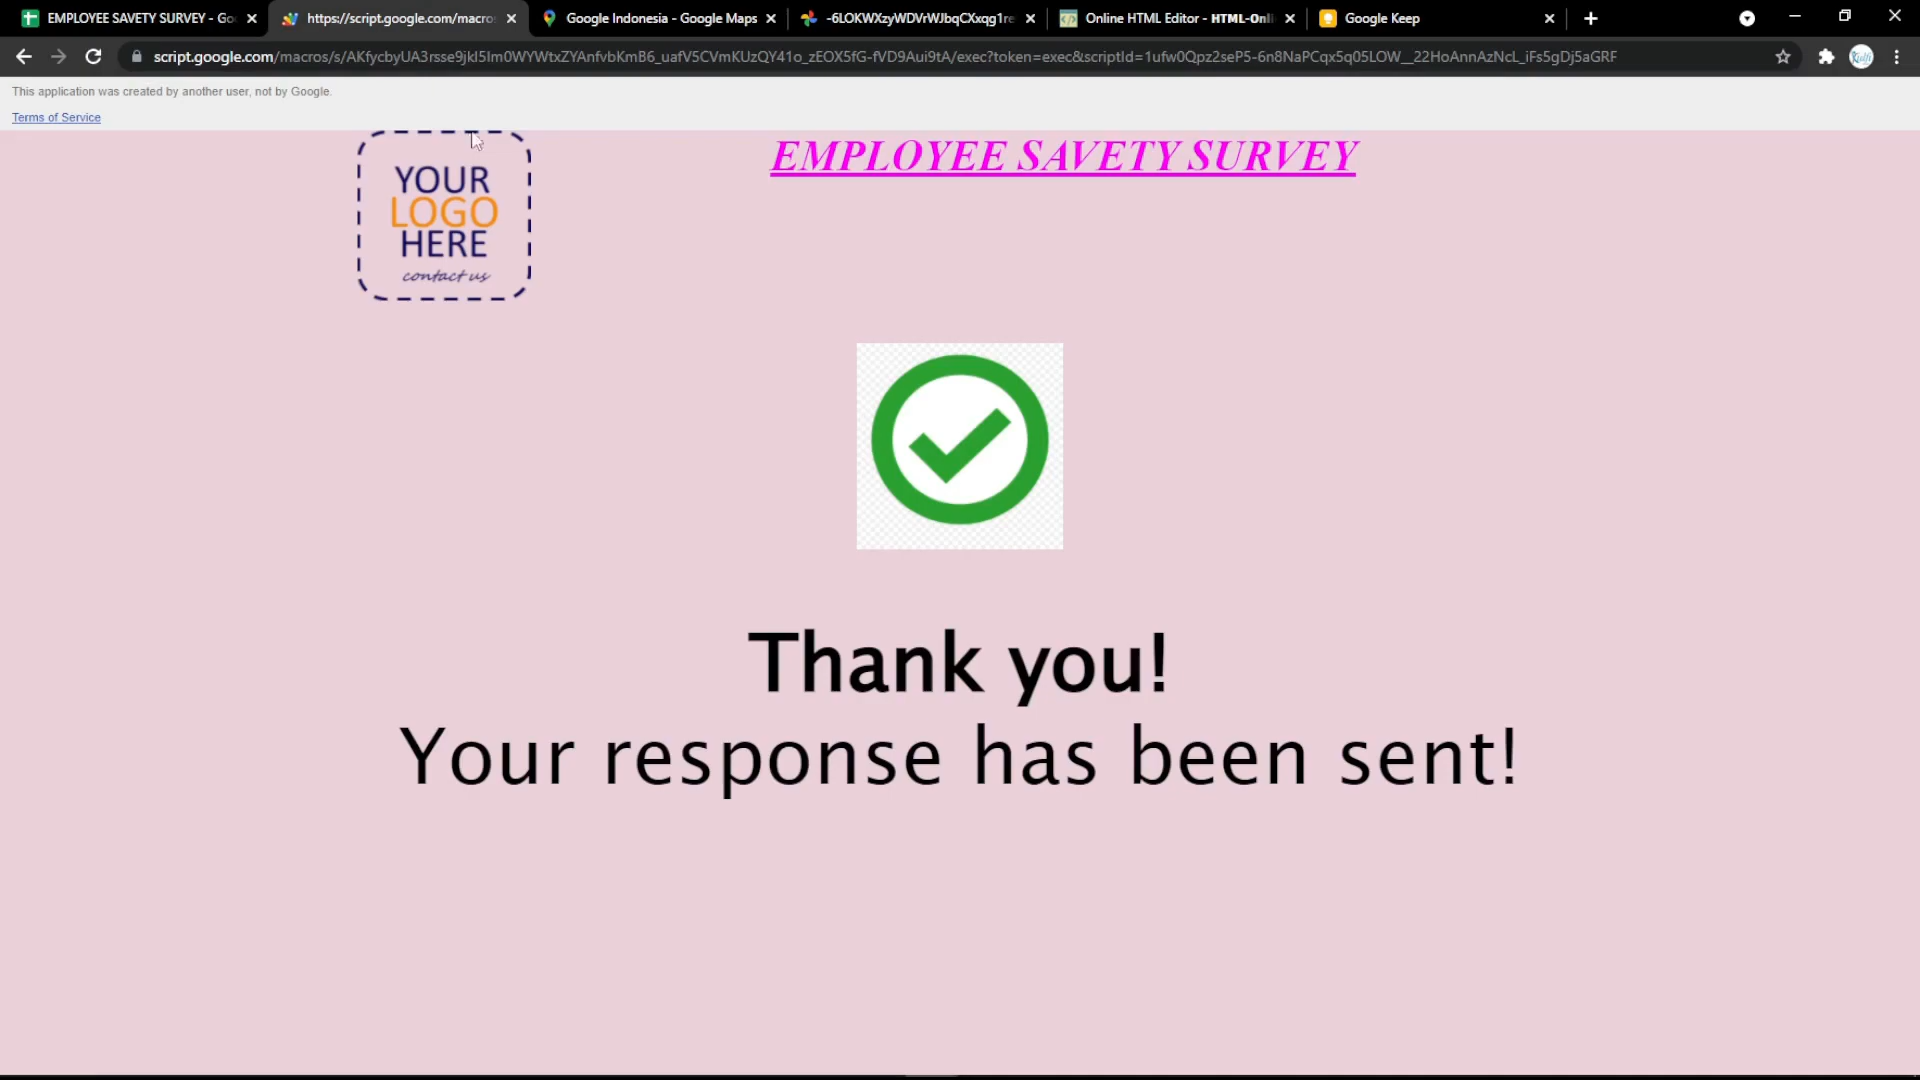 EMPLOYEE SAVETY SURVEY - Go
https://script.google.com/macro
Google Indonesia - Google Maps
-6LOKWXzyWDVrWJbqCXxqg1re
Online HTML Editor - HTML-Onli
Google Keep
script.google.com/macros/s/AKfycbyUA3rsse9jkI5Im0WYWtxZYAnfvbKmB6_uafV5CVmKUzQY41o_zEOX5fG-fVD9Aui9tA/exec?token=exec&scriptId=1ufw0Qpz2seP5-6n8NaPCqx5q05LOW__22HoAnnAzNcL_iFs5gDj5aGRF
This application was created by another user, not by Google.
Terms of Service
YOUR
LOGO
HERE
contact us
EMPLOYEE SAVETY SURVEY
Thank you!
Your response has been sent!